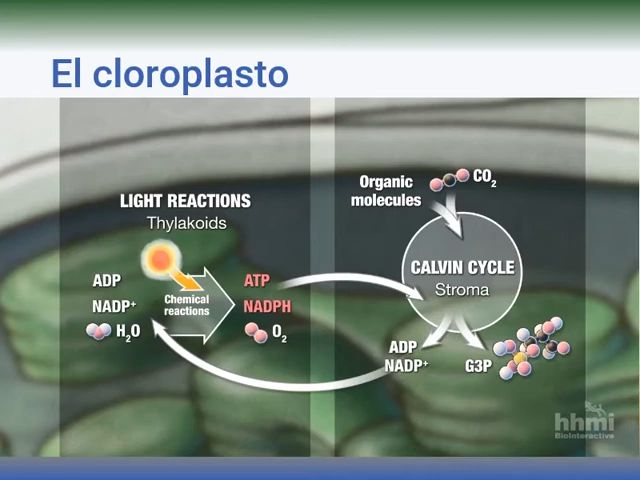 El cloroplasto
LIGHT REACTIONS
Thylakoids
ADP
NADP⁺
H₂O
Chemical
reactions
ATP
NADPH
O₂
Organic
molecules
CO₂
CALVIN CYCLE
Stroma
ADP
NADP⁺
G3P
hhmi
BioInteractive